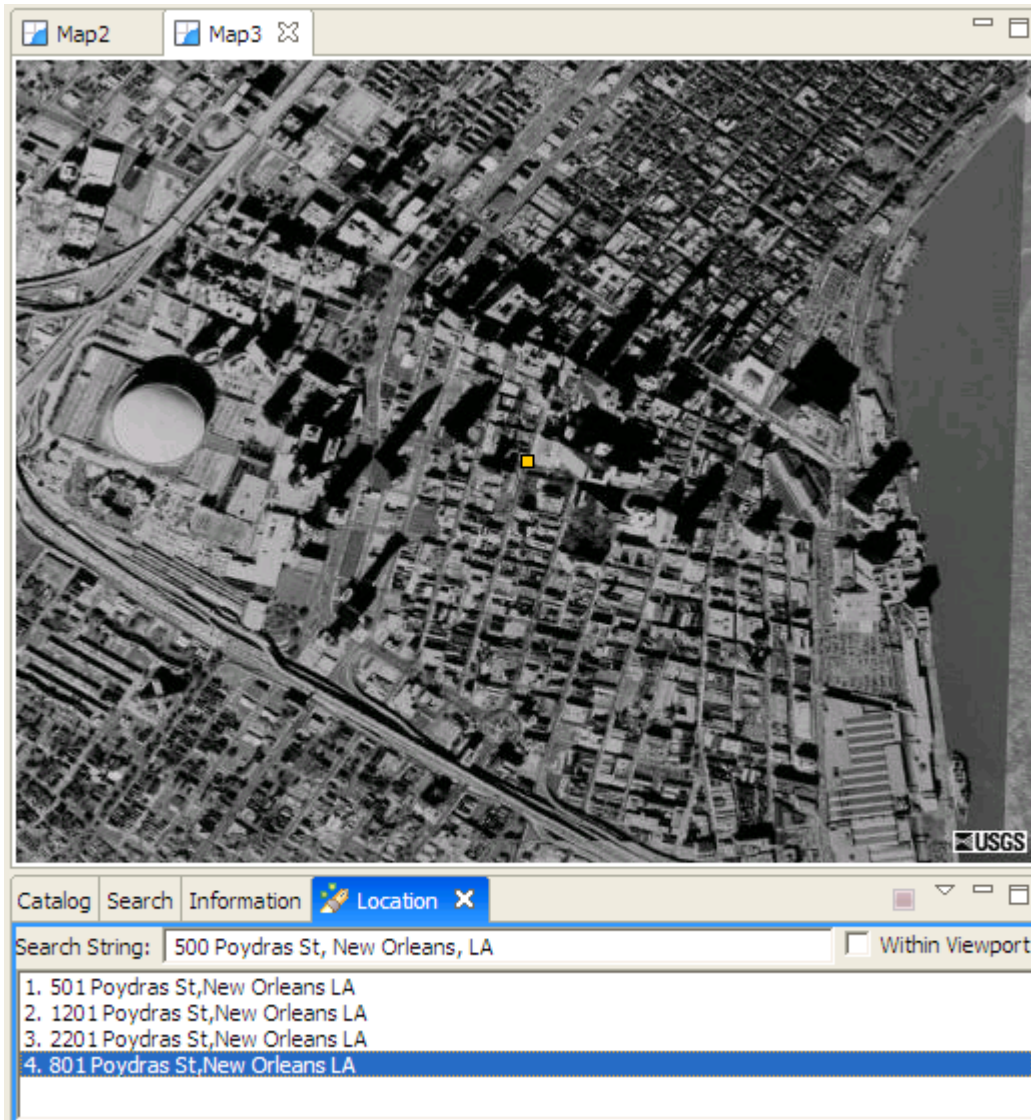 Map2 Map3
USGS
Catalog Search Information Location
Search String: 500 Poydras St, New Orleans, LA Within Viewport
1. 501 Poydras St,New Orleans LA
2. 1201 Poydras St,New Orleans LA
3. 2201 Poydras St,New Orleans LA
4. 801 Poydras St,New Orleans LA